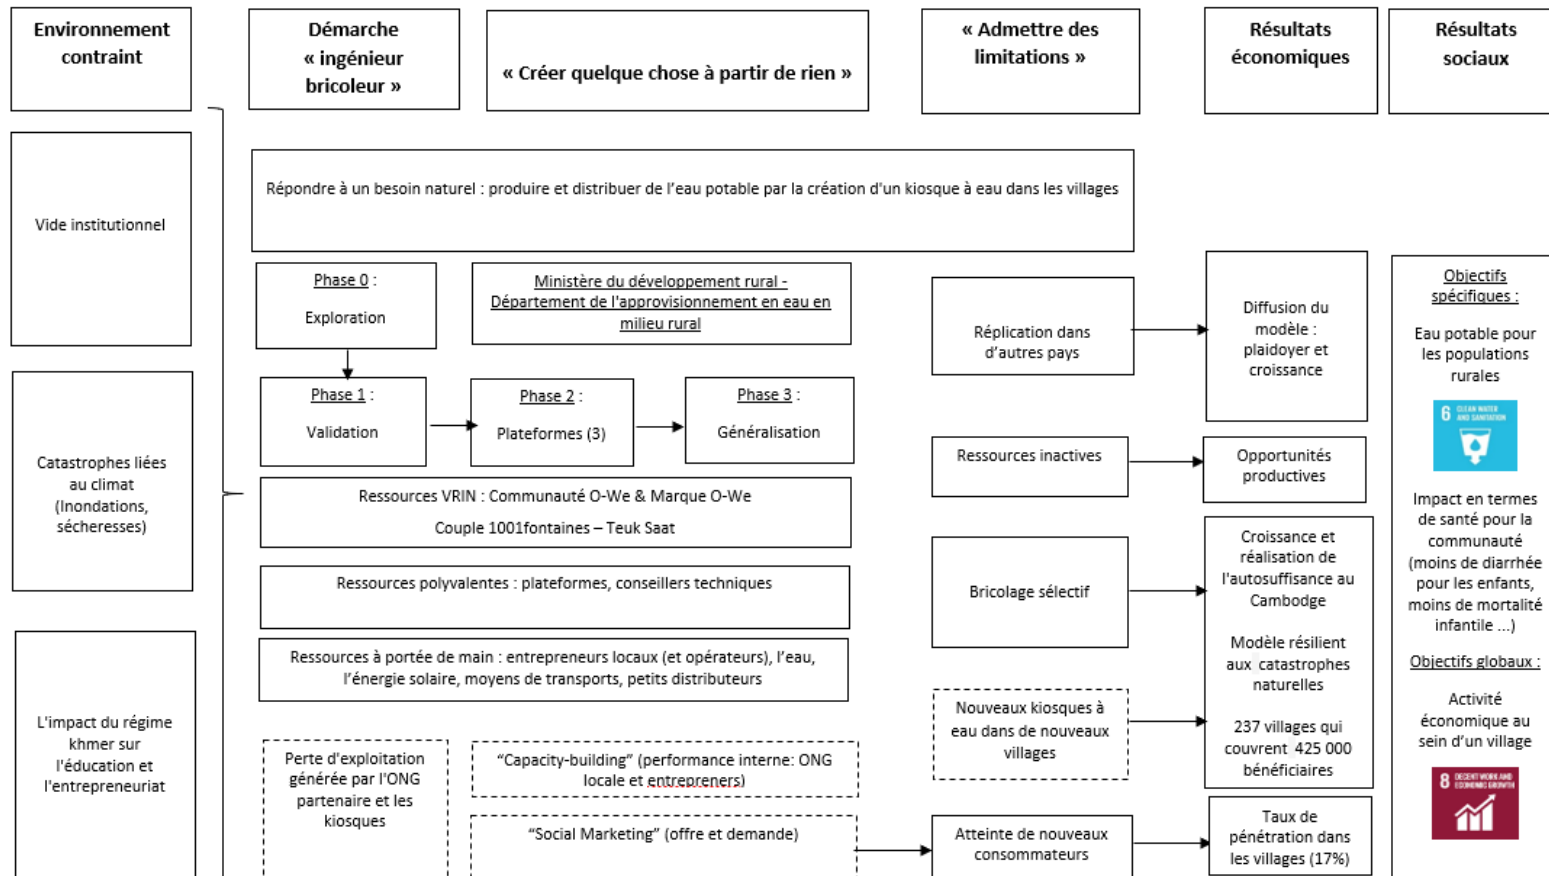 Environnement
contraint
Démarche
« ingénieur
bricoleur »
« Créer quelque chose à partir de rien »
« Admettre des
limitations »
Résultats
économiques
Résultats
sociaux
Vide institutionnel
Catastrophes liées
au climat
(Inondations,
sécheresses)
L'impact du régime
khmer sur
l'éducation et
l'entrepreneuriat
Répondre à un besoin naturel : produire et distribuer de l'eau potable par la création d'un kiosque à eau dans les villages
Phase 0 :
Exploration
Ministère du développement rural -
Département de l'approvisionnement en eau en
milieu rural
Phase 1 :
Validation
Phase 2 :
Plateformes (3)
Phase 3 :
Généralisation
Ressources VRIN : Communauté O-We & Marque O-We
Couple 1001fontaines – Teuk Saat
Ressources polyvalentes : plateformes, conseillers techniques
Ressources à portée de main : entrepreneurs locaux (et opérateurs), l'eau,
l'énergie solaire, moyens de transports, petits distributeurs
Perte d'exploitation
générée par l'ONG
partenaire et les
kiosques
"Capacity-building" (performance interne: ONG
locale et entrepreners)
"Social Marketing" (offre et demande)
Réplication dans
d'autres pays
Ressources inactives
Bricolage sélectif
Nouveaux kiosques à
eau dans de nouveaux
villages
Atteinte de nouveaux
consommateurs
Diffusion du
modèle :
plaidoyer et
croissance
Opportunités
productives
Croissance et
réalisation de
l'autosuffisance au
Cambodge
Modèle résilient
aux catastrophes
naturelles
237 villages qui
couvrent 425 000
bénéficiaires
Taux de
pénétration dans
les villages (17%)
Objectifs
spécifiques :
Eau potable pour
les populations
rurales
6 CLEAN WATER
AND SANITATION
Impact en termes
de santé pour la
communauté
(moins de diarrhée
pour les enfants,
moins de mortalité
infantile ...)
Objectifs globaux :
Activité
économique au
sein d'un village
8 DECENT WORK AND
ECONOMIC GROWTH